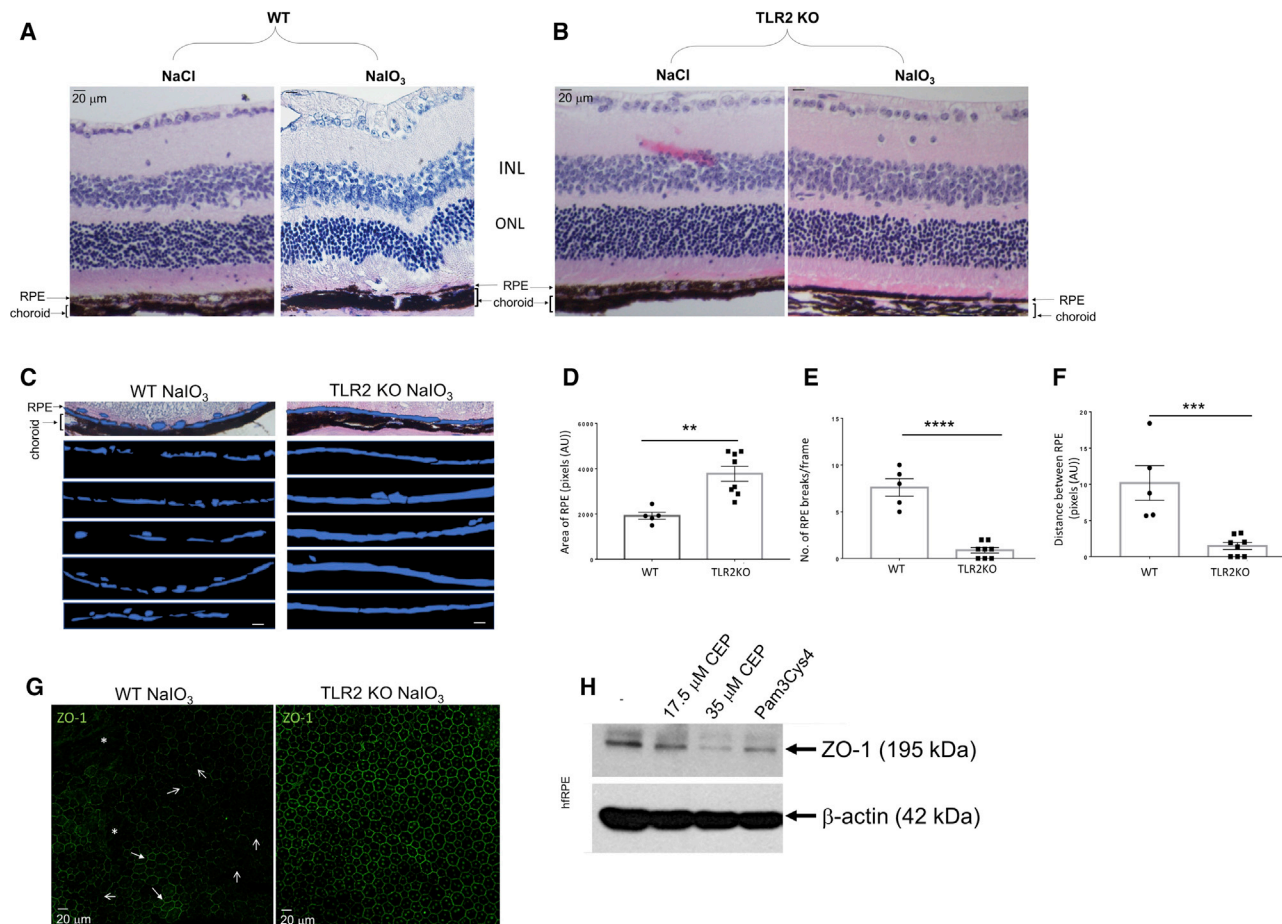 A
WT
NaCl
NaIO3
20 μm
INL
ONL
RPE
choroid
RPE
choroid
B
TLR2 KO
NaCl
NaIO3
20 μm
RPE
choroid
C
WT NaIO3
TLR2 KO NaIO3
RPE
choroid
D
**
Area of RPE (pixels (AU))
6000
4000
2000
0
WT
TLR2KO
E
****
No. of RPE breaks/frame
15
10
5
0
WT
TLR2KO
F
***
Distance between RPE
(pixels (AU))
20
15
10
5
0
WT
TLR2KO
G
WT NaIO3
TLR2 KO NaIO3
ZO-1
ZO-1
*
*
20 μm
20 μm
H
-
17.5 μM CEP
35 μM CEP
Pam3Cys4
hfRPE
ZO-1 (195 kDa)
β-actin (42 kDa)